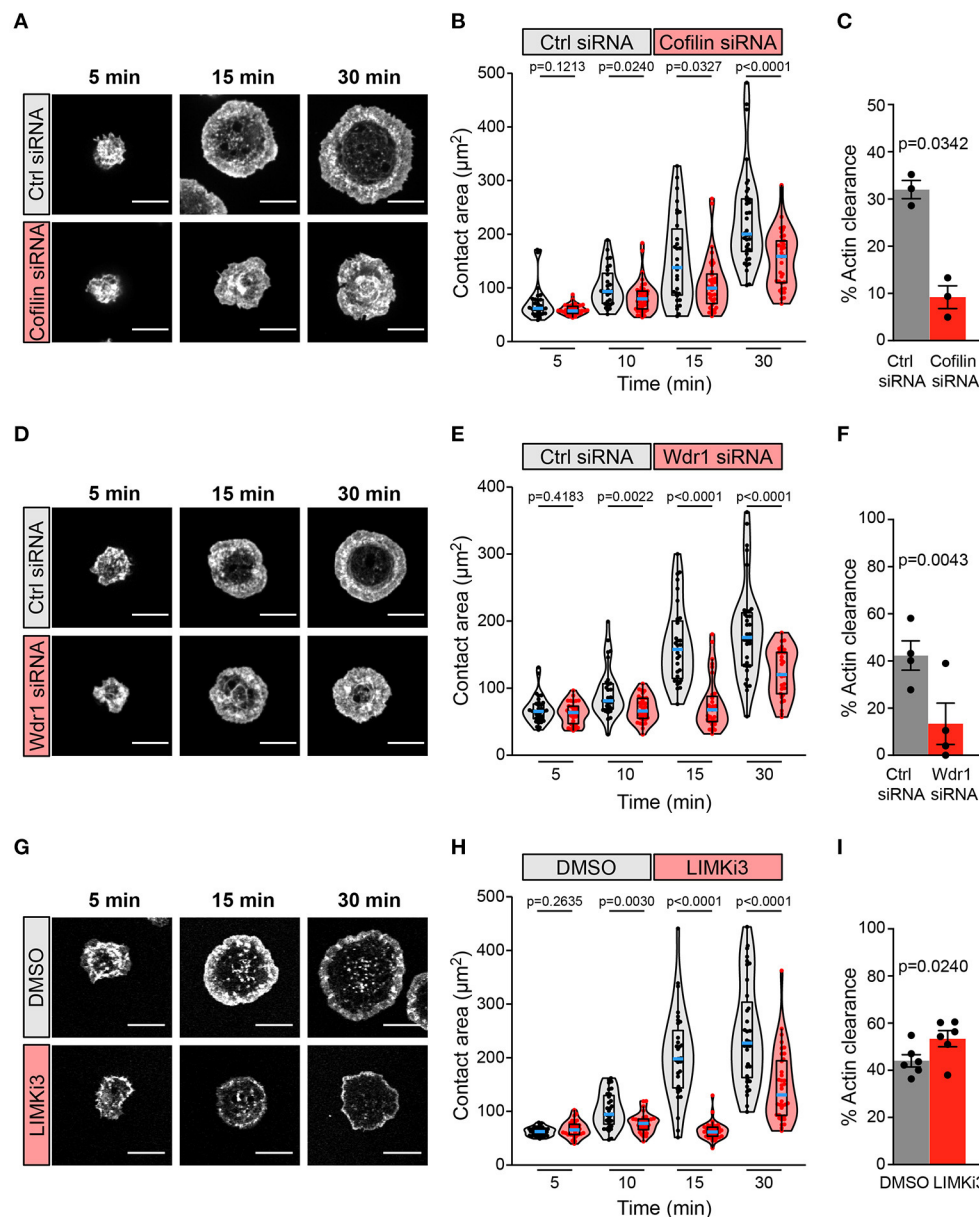 A
5 min 15 min 30 min
Ctrl siRNA
Cofilin siRNA
B
Ctrl siRNA Cofilin siRNA
p=0.1213 p=0.0240 p=0.0327 p<0.0001
Contact area (µm²)
500
400
300
200
100
0
5 10 15 30
Time (min)
C
% Actin clearance
50
40
30
20
10
0
p=0.0342
Ctrl Cofilin
siRNA siRNA
D
5 min 15 min 30 min
Ctrl siRNA
Wdr1 siRNA
E
Ctrl siRNA Wdr1 siRNA
p=0.4183 p=0.0022 p<0.0001 p<0.0001
Contact area (µm²)
400
300
200
100
0
5 10 15 30
Time (min)
F
% Actin clearance
100
80
60
40
20
0
p=0.0043
Ctrl Wdr1
siRNA siRNA
G
5 min 15 min 30 min
DMSO
LIMKi3
H
DMSO LIMKi3
p=0.2635 p=0.0030 p<0.0001 p<0.0001
Contact area (µm²)
500
400
300
200
100
0
5 10 15 30
Time (min)
I
% Actin clearance
100
80
60
40
20
0
p=0.0240
DMSO LIMKi3